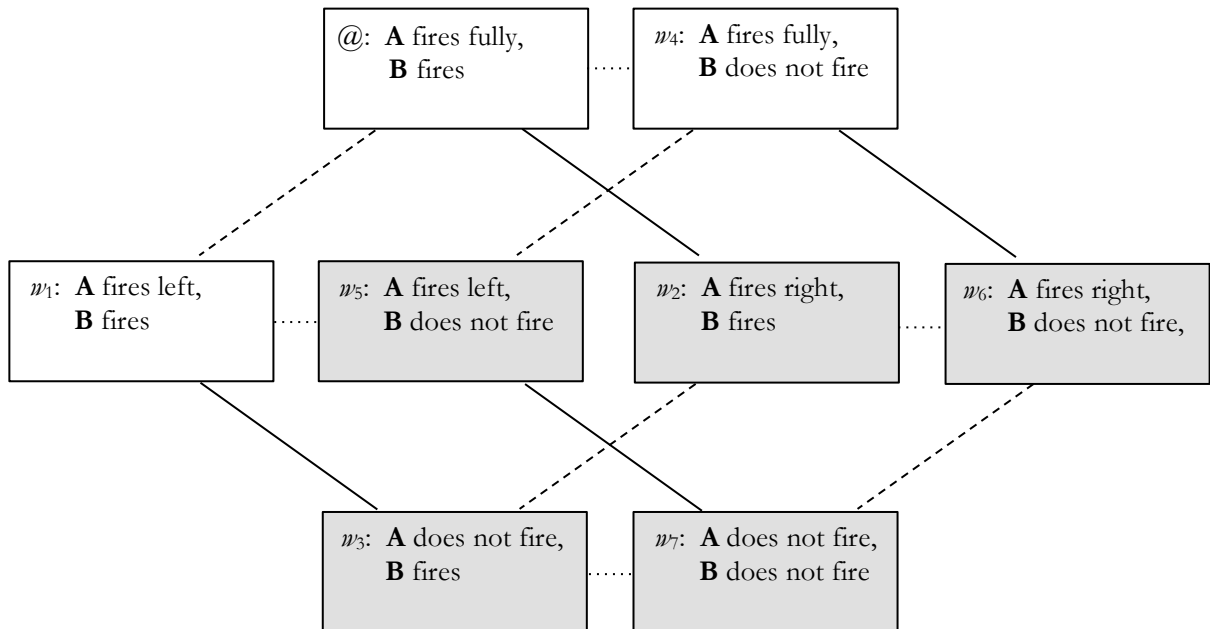 @: A fires fully,
B fires
w4: A fires fully,
B does not fire
w1: A fires left,
B fires
w5: A fires left,
B does not fire
w2: A fires right,
B fires
w6: A fires right,
B does not fire,
w3: A does not fire,
B fires
w7: A does not fire,
B does not fire